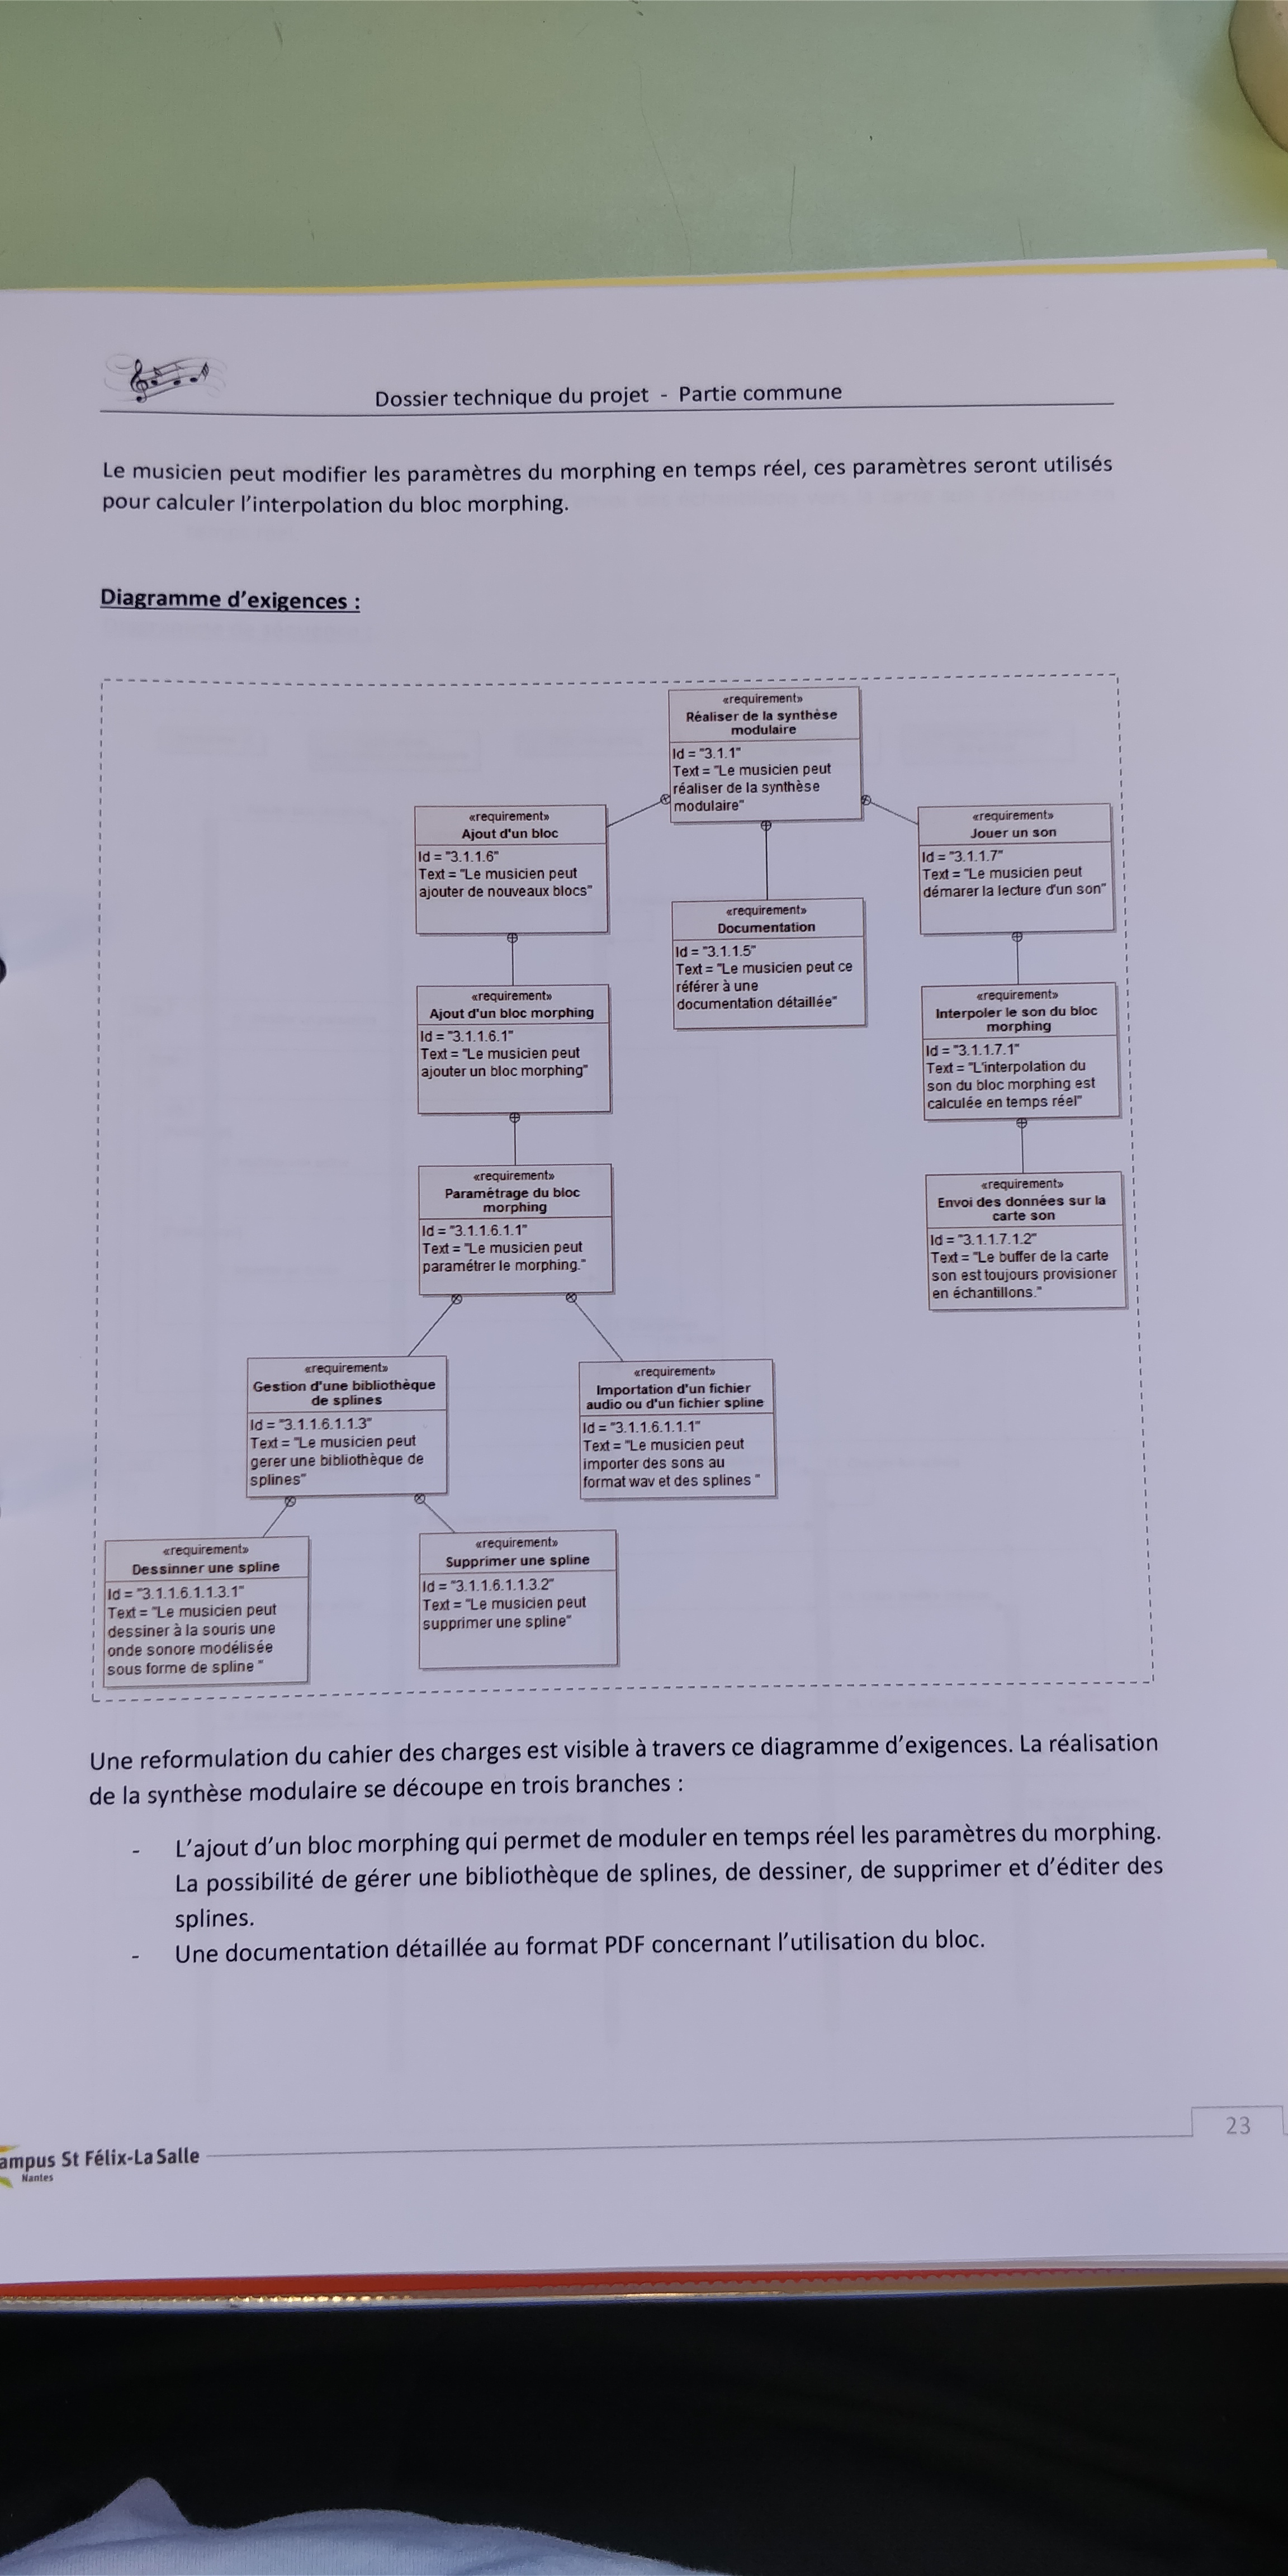 Dossier technique du projet - Partie commune
Le musicien peut modifier les paramètres du morphing en temps réel, ces paramètres seront utilisés
pour calculer l'interpolation du bloc morphing.
Diagramme d'exigences :
«requirement»
Réaliser de la synthèse
modulaire
Id = "3.1.1"
Text = "Le musicien peut
réaliser de la synthèse
modulaire"
«requirement»
Ajout d'un bloc
Id = "3.1.1.6"
Text = "Le musicien peut
ajouter de nouveaux blocs"
«requirement»
Documentation
Id = "3.1.1.5"
Text = "Le musicien peut ce
référer à une
documentation détaillée"
«requirement»
Jouer un son
Id = "3.1.1.7"
Text = "Le musicien peut
démarer la lecture d'un son"
«requirement»
Ajout d'un bloc morphing
Id = "3.1.1.6.1"
Text = "Le musicien peut
ajouter un bloc morphing"
«requirement»
Interpoler le son du bloc
morphing
Id = "3.1.1.7.1"
Text = "L'interpolation du
son du bloc morphing est
calculée en temps réel"
«requirement»
Paramétrage du bloc
morphing
Id = "3.1.1.6.1.1"
Text = "Le musicien peut
paramétrer le morphing."
«requirement»
Envoi des données sur la
carte son
Id = "3.1.1.7.1.2"
Text = "Le buffer de la carte
son est toujours provisioner
en échantillons."
«requirement»
Gestion d'une bibliothèque
de splines
Id = "3.1.1.6.1.1.3"
Text = "Le musicien peut
gerer une bibliothèque de
splines"
«requirement»
Importation d'un fichier
audio ou d'un fichier spline
Id = "3.1.1.6.1.1.1"
Text = "Le musicien peut
importer des sons au
format wav et des splines "
«requirement»
Dessinner une spline
Id = "3.1.1.6.1.1.3.1"
Text = "Le musicien peut
dessiner à la souris une
onde sonore modélisée
sous forme de spline "
«requirement»
Supprimer une spline
Id = "3.1.1.6.1.1.3.2"
Text = "Le musicien peut
supprimer une spline"
Une reformulation du cahier des charges est visible à travers ce diagramme d'exigences. La réalisation
de la synthèse modulaire se découpe en trois branches :
- L'ajout d'un bloc morphing qui permet de moduler en temps réel les paramètres du morphing.
La possibilité de gérer une bibliothèque de splines, de dessiner, de supprimer et d'éditer des
splines.
- Une documentation détaillée au format PDF concernant l'utilisation du bloc.
23
ampus St Félix-La Salle
Nantes